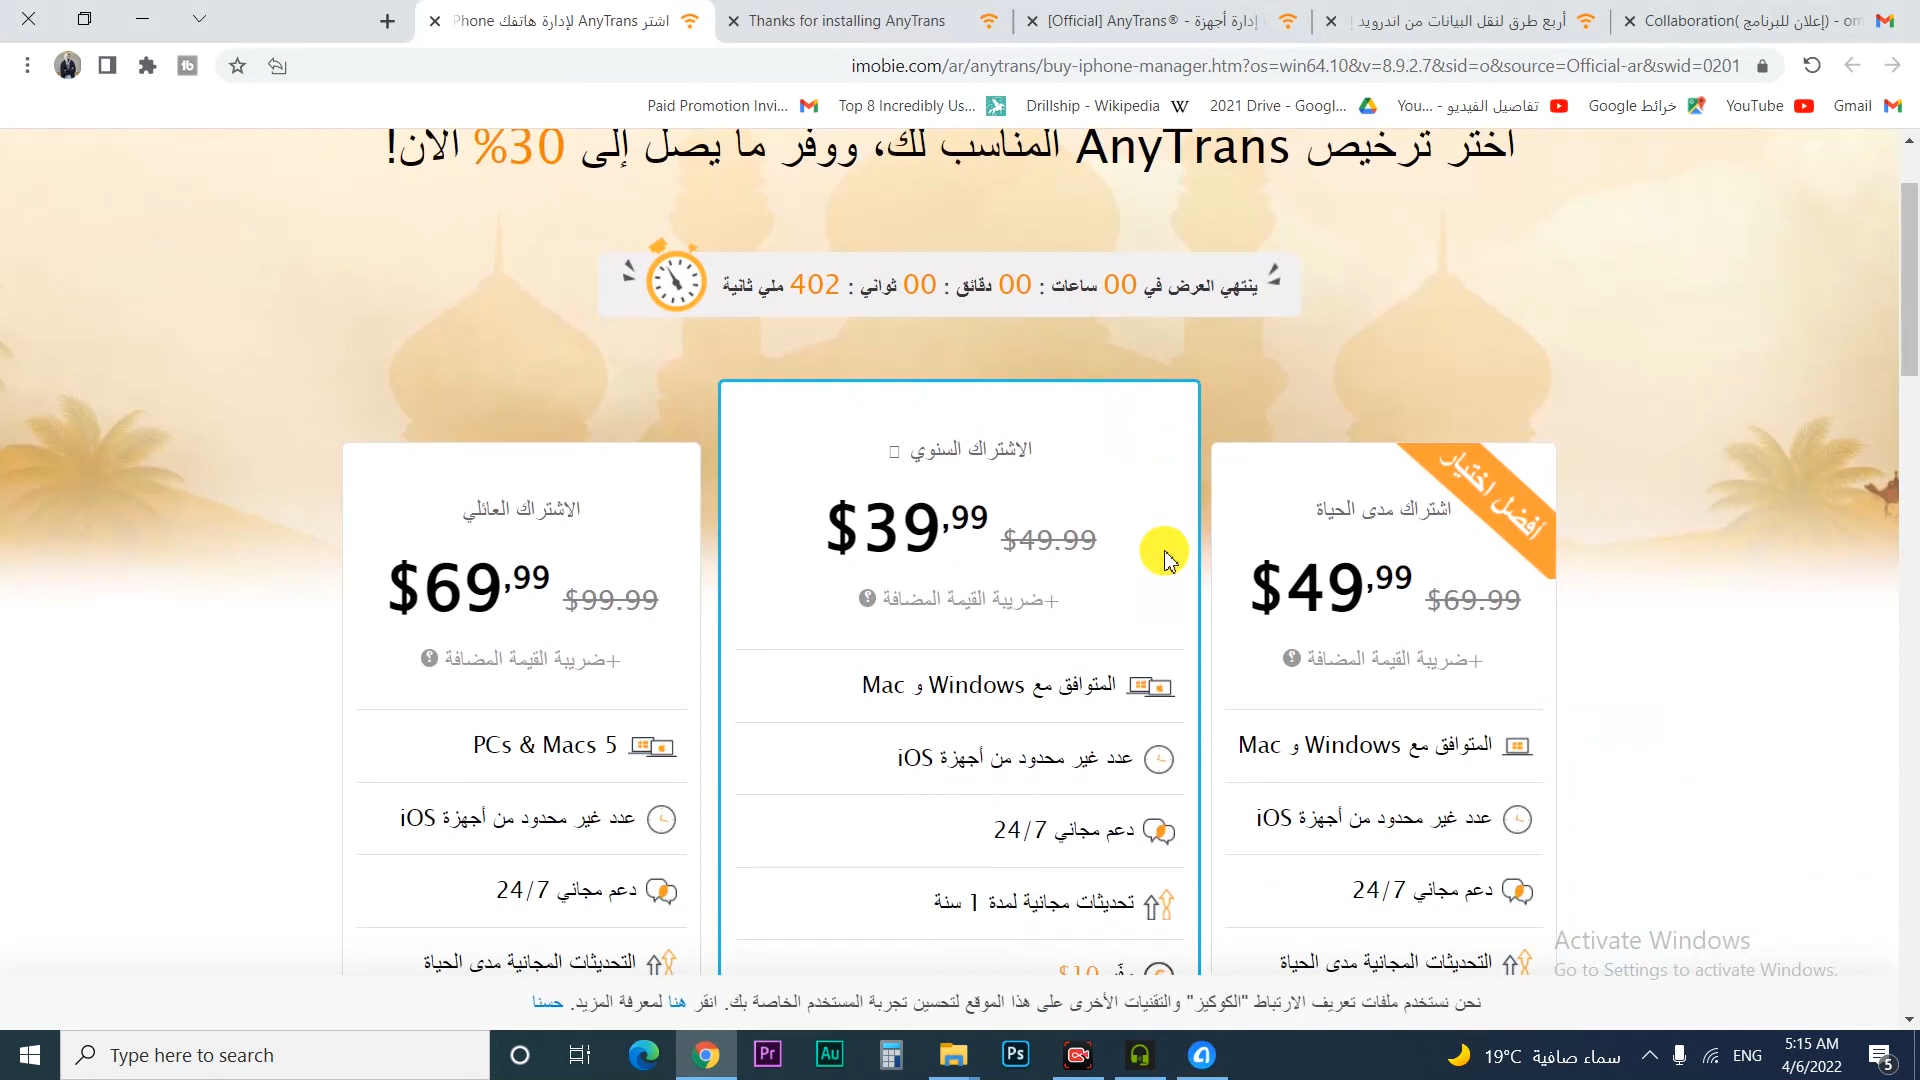 اشتر AnyTrans لإدارة هاتفك Phone
Thanks for installing AnyTrans
[Official] AnyTrans® - إدارة أجهزة
أربع طرق لنقل البيانات من اندرويد
Collaboration( إعلان للبرنامج) - om
imobie.com/ar/anytrans/buy-iphone-manager.htm?os=win64.10&v=8.9.2.7&sid=o&source=Official-ar&swid=0201
Paid Promotion Invi...
Top 8 Incredibly Us...
Drillship - Wikipedia
2021 Drive - Googl...
تفاصيل الفيديو - You...
خرائط Google
YouTube
Gmail
اختر ترخيص AnyTrans المناسب لك، ووفر ما يصل إلى 30% الآن!
ينتهي العرض في 00 ساعات : 00 دقائق : 00 ثواني : 402 ملي ثانية
أفضل اختيار
اشتراك مدى الحياة
$49,99 $69.99
+ضريبة القيمة المضافة
المتوافق مع Windows و Mac
عدد غير محدود من أجهزة iOS
دعم مجاني 24/7
التحديثات المجانية مدى الحياة
الاشتراك السنوي
$39,99 $49.99
+ضريبة القيمة المضافة
المتوافق مع Windows و Mac
عدد غير محدود من أجهزة iOS
دعم مجاني 24/7
تحديثات مجانية لمدة 1 سنة
وفّر $10
الاشتراك العائلي
$69,99 $99.99
+ضريبة القيمة المضافة
5 PCs & Macs
عدد غير محدود من أجهزة iOS
دعم مجاني 24/7
التحديثات المجانية مدى الحياة
Activate Windows
Go to Settings to activate Windows.
نحن نستخدم ملفات تعريف الارتباط "الكوكيز" والتقنيات الأخرى على هذا الموقع لتحسين تجربة المستخدم الخاصة بك. انقر هنا لمعرفة المزيد. حسنا
Type here to search
Pr
Au
Ps
19°C سماء صافية
ENG
5:15 AM
4/6/2022
5